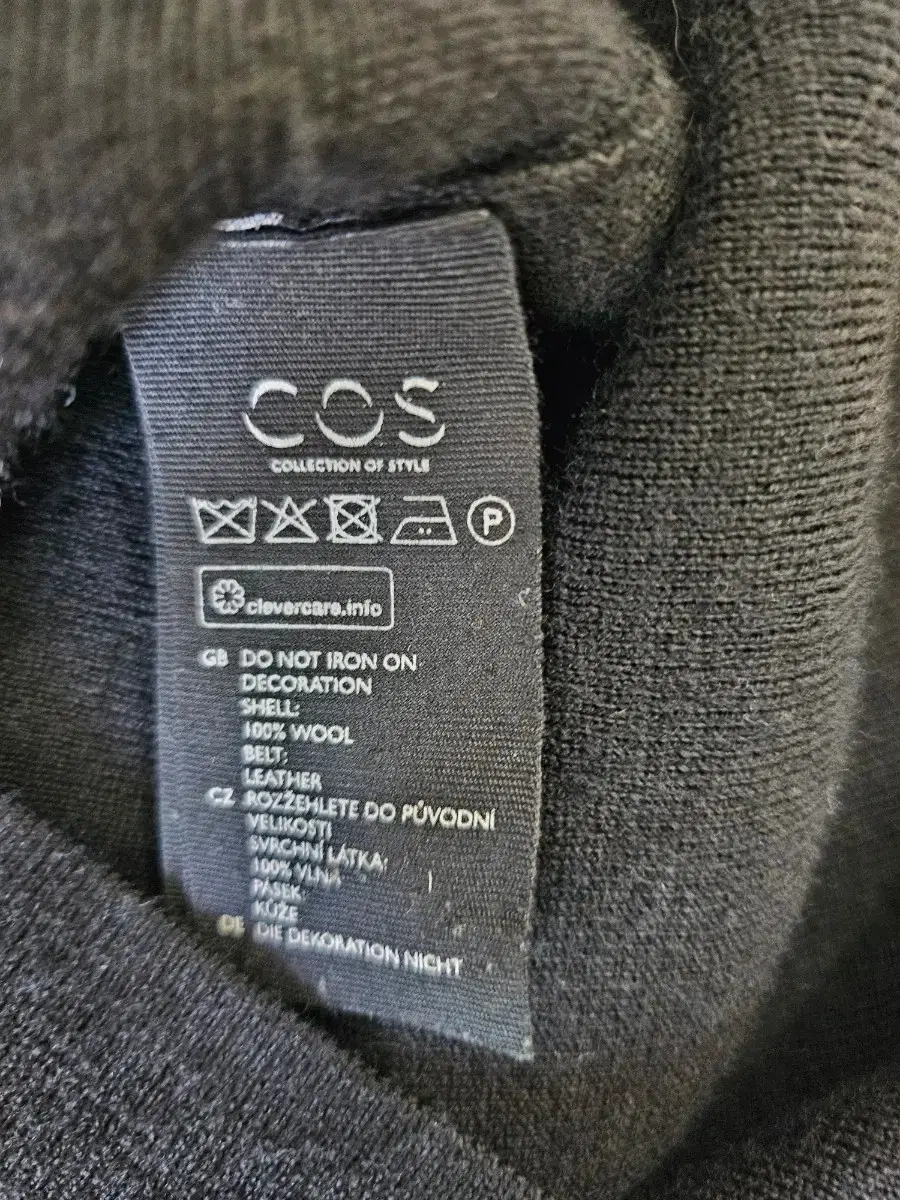 COS
COLLECTION OF STYLE
P
clevercare.info
GB DO NOT IRON ON
DECORATION
SHELL:
100% WOOL
BELT:
LEATHER
CZ ROZŽEHLETE DO PŮVODNÍ
VELIKOSTI
SVRCHNÍ LÁTKA:
100% VLNA
PÁSEK:
KŮŽE
DE DIE DEKORATION NICHT